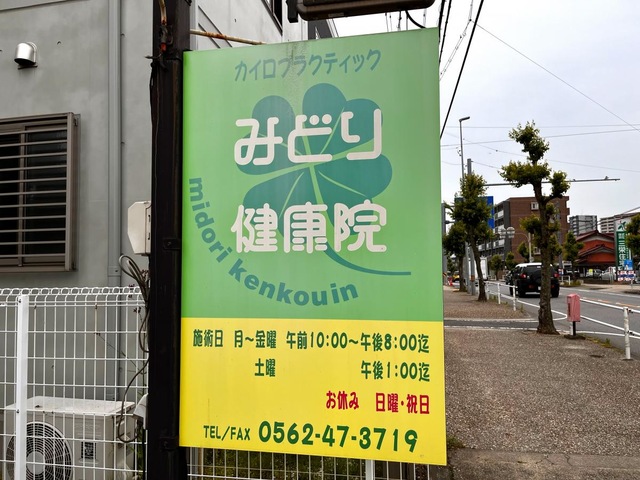 カイロプラクティック
みどり
健康院
midori kenkouin
施術日 月〜金曜 午前10:00〜午後8:00迄
土曜 午後1:00迄
お休み 日曜・祝日
TEL/FAX 0562-47-3719